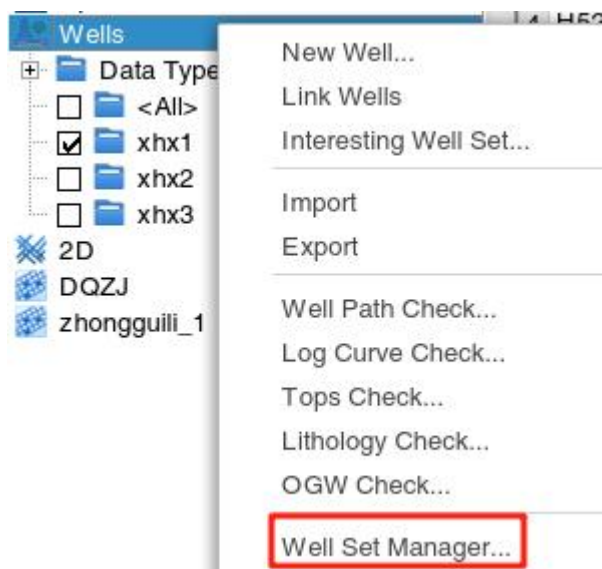 Wells
Data Type
<All>
xhx1
xhx2
xhx3
2D
DQZJ
zhongguili_1
New Well...
Link Wells
Interesting Well Set...
Import
Export
Well Path Check...
Log Curve Check...
Tops Check...
Lithology Check...
OGW Check...
Well Set Manager...